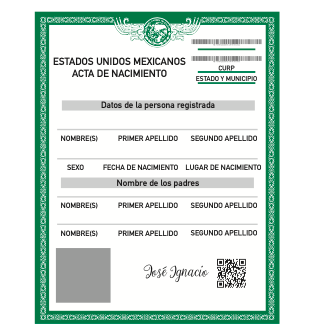 ESTADOS UNIDOS MEXICANOS
ACTA DE NACIMIENTO
CURP
ESTADO Y MUNICIPIO
Datos de la persona registrada
NOMBRE(S) PRIMER APELLIDO SEGUNDO APELLIDO
SEXO FECHA DE NACIMIENTO LUGAR DE NACIMIENTO
Nombre de los padres
NOMBRE(S) PRIMER APELLIDO SEGUNDO APELLIDO
NOMBRE(S) PRIMER APELLIDO SEGUNDO APELLIDO
José Ignacio